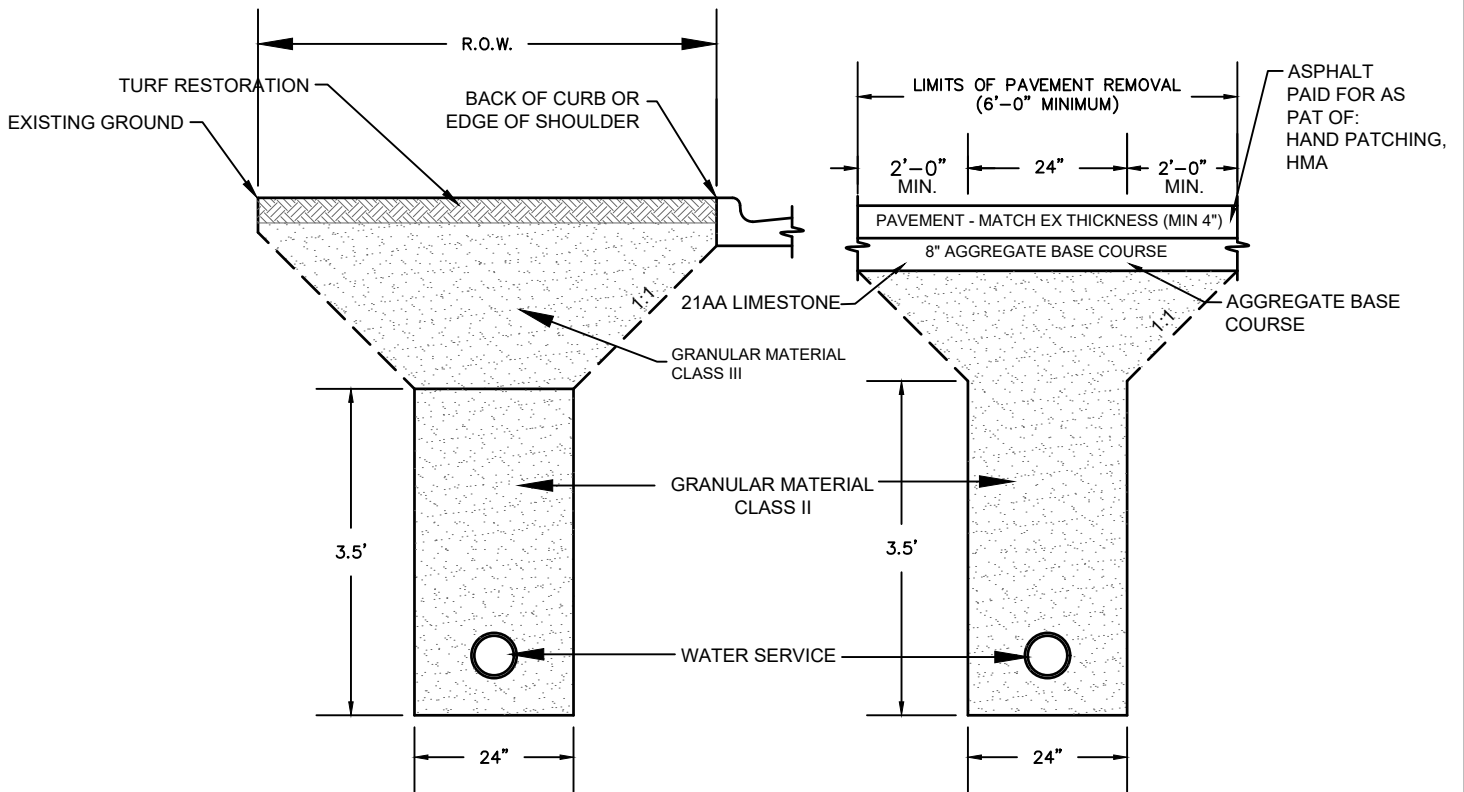 R.O.W.
TURF RESTORATION
EXISTING GROUND
BACK OF CURB OR
EDGE OF SHOULDER
1:1
GRANULAR MATERIAL
CLASS III
3.5'
24"
LIMITS OF PAVEMENT REMOVAL
(6'-0" MINIMUM)
2'-0"
MIN.
24"
2'-0"
MIN.
ASPHALT
PAID FOR AS
PAT OF:
HAND PATCHING,
HMA
PAVEMENT - MATCH EX THICKNESS (MIN 4")
8" AGGREGATE BASE COURSE
21AA LIMESTONE
AGGREGATE BASE
COURSE
1:1
GRANULAR MATERIAL
CLASS II
3.5'
WATER SERVICE
24"